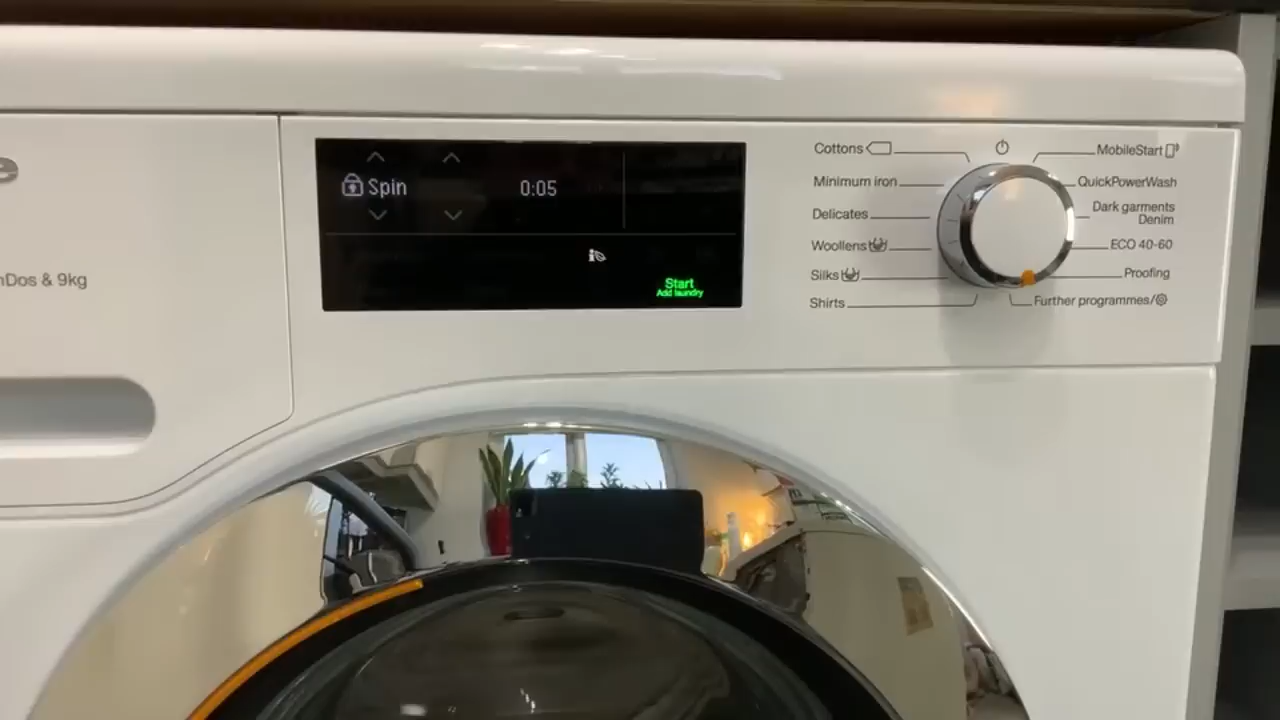 Spin
0:05
Start
Add laundry
nDos & 9kg
Cottons
Minimum iron
Delicates
Woollens
Silks
Shirts
MobileStart
QuickPowerWash
Dark garments
Denim
ECO 40-60
Proofing
Further programmes/